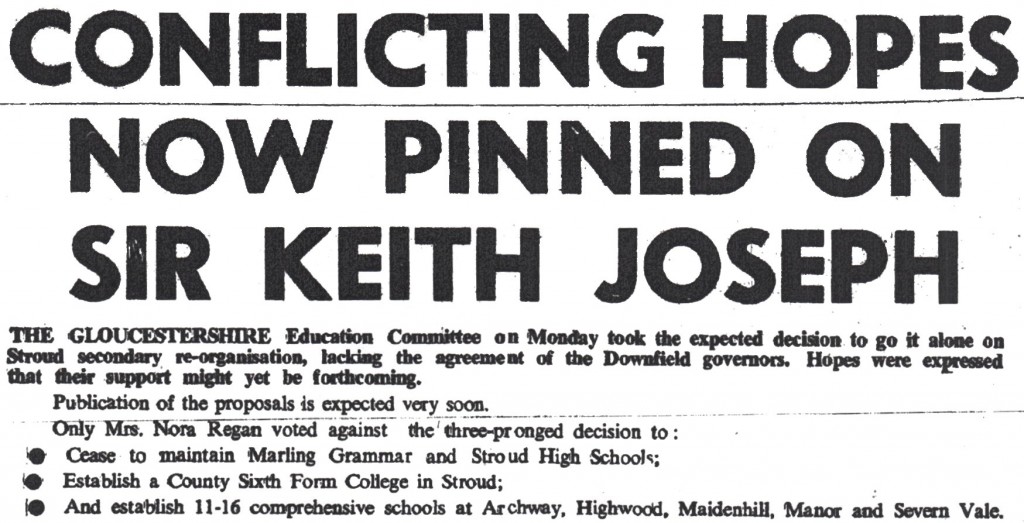 CONFLICTING HOPES
NOW PINNED ON
SIR KEITH JOSEPH
THE GLOUCESTERSHIRE Education Committee on Monday took the expected decision to go it alone on
Stroud secondary re-organisation, lacking the agreement of the Downfield governors. Hopes were expressed
that their support might yet be forthcoming.
Publication of the proposals is expected very soon.
Only Mrs. Nora Regan voted against the three-pronged decision to:
● Cease to maintain Marling Grammar and Stroud High Schools;
● Establish a County Sixth Form College in Stroud;
● And establish 11-16 comprehensive schools at Archway, Highwood, Maidenhill, Manor and Severn Vale.